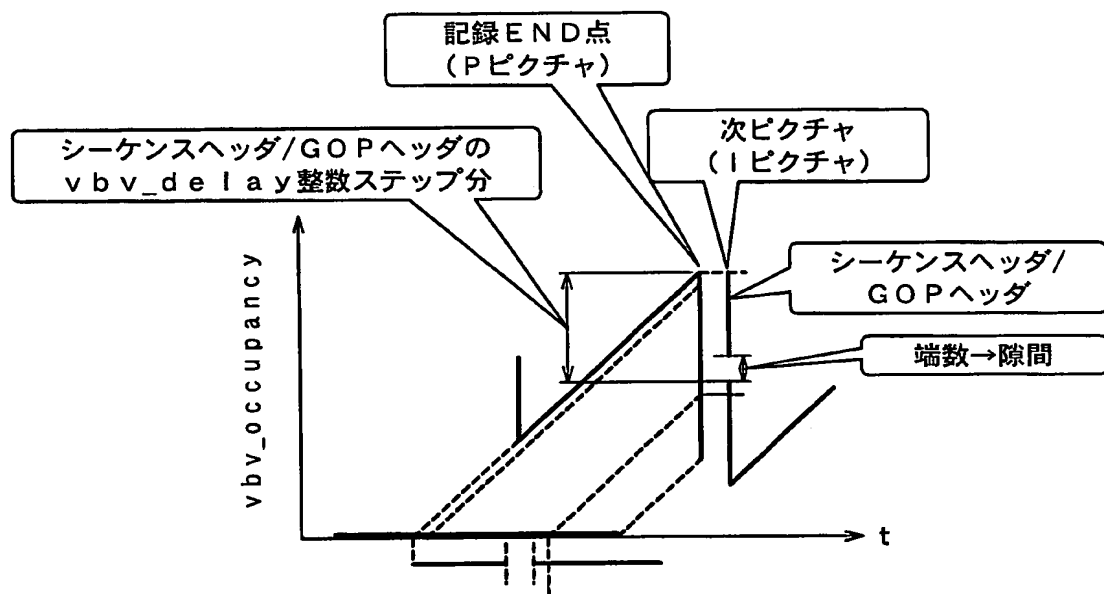 記録END点
(Pピクチャ)
次ピクチャ
(Iピクチャ)
シーケンスヘッダ/GOPヘッダの
vbv_delay整数ステップ分
シーケンスヘッダ/
GOPヘッダ
端数→隙間
vbv_occupancy
t